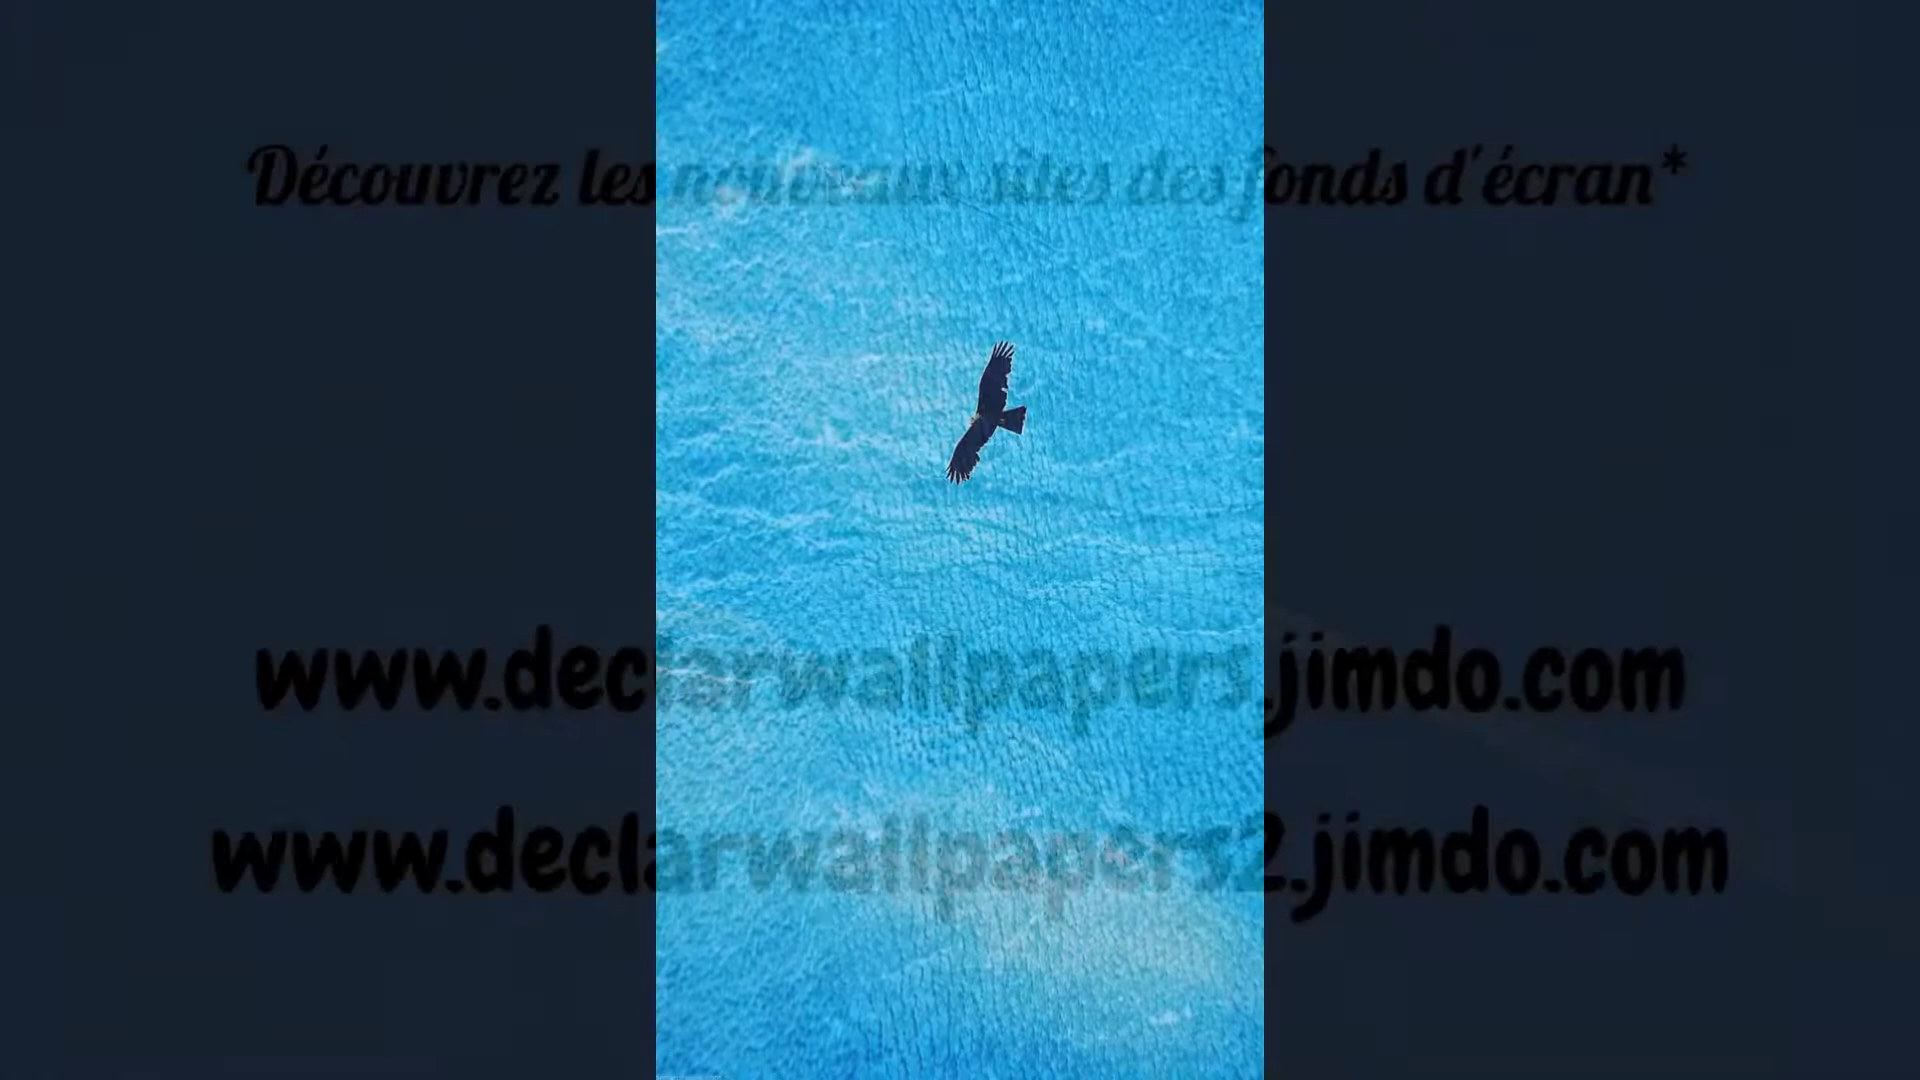 Découvrez les nouveaux sites des fonds d'écran*
www.declarwallpapers.jimdo.com
www.declarwallpapers2.jimdo.com